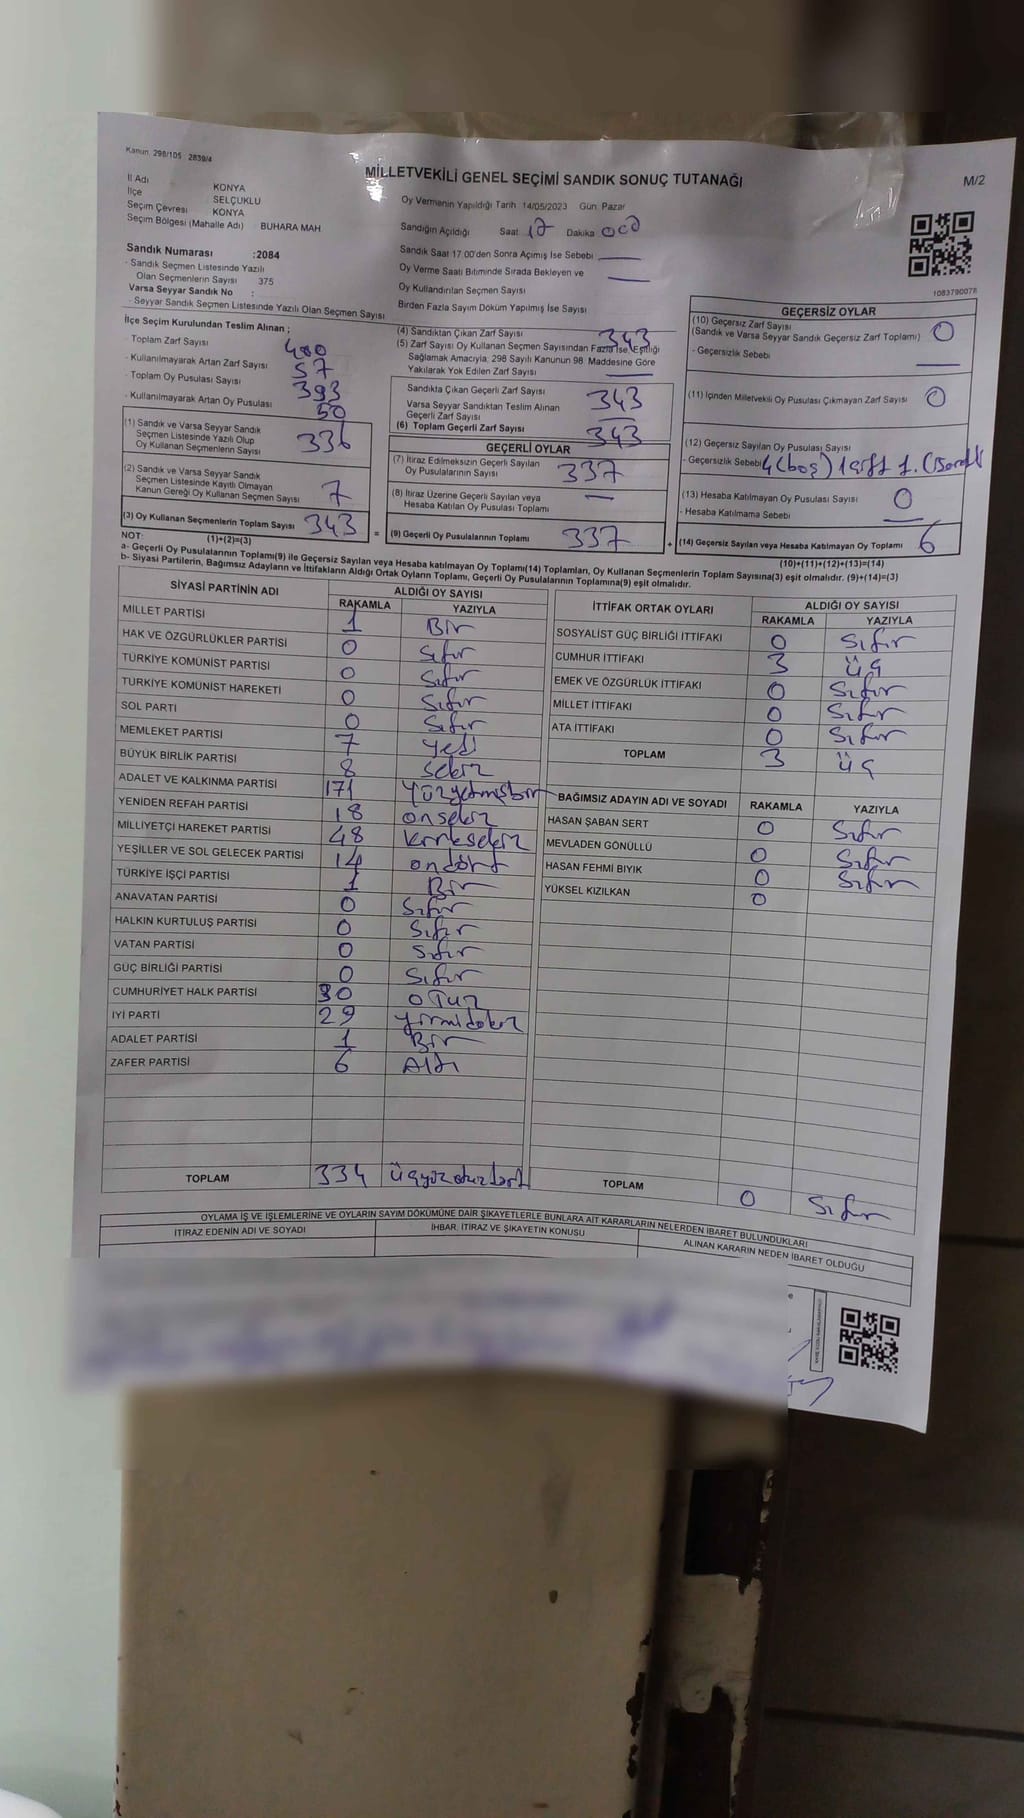 Kanun. 298/105 2839/4
MİLLETVEKİLİ GENEL SEÇİMİ SANDIK SONUÇ TUTANAĞI
M/2
İl Adı KONYA
İlçe SELÇUKLU
Seçim Çevresi KONYA
Seçim Bölgesi (Mahalle Adı) BUHARA MAH
Sandık Numarası :2084
- Sandık Seçmen Listesinde Yazılı
Olan Seçmenlerin Sayısı 375
Varsa Seyyar Sandık No :
- Seyyar Sandık Seçmen Listesinde Yazılı Olan Seçmen Sayısı
Oy Vermenin Yapıldığı Tarih 14/05/2023 Gün: Pazar
Sandığın Açıldığı Saat 17 Dakika 00
Sandık Saat 17.00'den Sonra Açımış İse Sebebi
Oy Verme Saati Bitiminde Sırada Bekleyen ve
Oy Kullandırılan Seçmen Sayısı
Birden Fazla Sayım Döküm Yapılmış İse Sayısı
1083790078
İlçe Seçim Kurulundan Teslim Alınan ;
- Toplam Zarf Sayısı 400
- Kullanılmayarak Artan Zarf Sayısı 57
- Toplam Oy Pusulası Sayısı 393
- Kullanılmayarak Artan Oy Pusulası 50
(1) Sandık ve Varsa Seyyar Sandık
Seçmen Listesinde Yazılı Olup
Oy Kullanan Seçmenlerin Sayısı 336
(2) Sandık ve Varsa Seyyar Sandık
Seçmen Listesinde Kayıtlı Olmayan
Kanun Gereği Oy Kullanan Seçmen Sayısı 7
(3) Oy Kullanan Seçmenlerin Toplam Sayısı 343 =
(1)+(2)=(3)
(4) Sandıktan Çıkan Zarf Sayısı 343
(5) Zarf Sayısı Oy Kullanan Seçmen Sayısından Fazla İse, Eşitliği
Sağlamak Amacıyla, 298 Sayılı Kanunun 98. Maddesine Göre
Yakılarak Yok Edilen Zarf Sayısı
Sandıkta Çıkan Geçerli Zarf Sayısı 343
Varsa Seyyar Sandıktan Teslim Alınan
Geçerli Zarf Sayısı
(6) Toplam Geçerli Zarf Sayısı 343
GEÇERLİ OYLAR
(7) İtiraz Edilmeksizin Geçerli Sayılan
Oy Pusulalarının Sayısı 337
(8) İtiraz Üzerine Geçerli Sayılan veya
Hesaba Katılan Oy Pusulası Toplamı —
(9) Geçerli Oy Pusulalarının Toplamı 337 +
GEÇERSİZ OYLAR
(10) Geçersiz Zarf Sayısı 0
(Sandık ve Varsa Seyyar Sandık Geçersiz Zarf Toplamı)
- Geçersizlik Sebebi
(11) İçinden Milletvekili Oy Pusulası Çıkmayan Zarf Sayısı 0
(12) Geçersiz Sayılan Oy Pusulası Sayısı
- Geçersizlik Sebebi 4(boş)
(13) Hesaba Katılmayan Oy Pusulası Sayısı 0
- Hesaba Katılmama Sebebi
(14) Geçersiz Sayılan veya Hesaba Katılmayan Oy Toplamı 6
(10)+(11)+(12)+(13)=(14)
NOT:
a- Geçerli Oy Pusulalarının Toplamı(9) ile Geçersiz Sayılan veya Hesaba katılmayan Oy Toplamı(14) Toplamları, Oy Kullanan Seçmenlerin Toplam Sayısına(3) eşit olmalıdır. (9)+(14)=(3)
b- Siyasi Partilerin, Bağımsız Adayların ve İttifakların Aldığı Ortak Oyların Toplamı, Geçerli Oy Pusulalarının Toplamına(9) eşit olmalıdır.
SİYASİ PARTİNİN ADI ALDIĞI OY SAYISI
RAKAMLA YAZIYLA
MİLLET PARTİSİ 1 Bir
HAK VE ÖZGÜRLÜKLER PARTİSİ 0 Sıfır
TÜRKİYE KOMÜNİST PARTİSİ 0 Sıfır
TÜRKİYE KOMÜNİST HAREKETİ 0 Sıfır
SOL PARTİ 0 Sıfır
MEMLEKET PARTİSİ 7 Yedi
BÜYÜK BİRLİK PARTİSİ 8 Sekiz
ADALET VE KALKINMA PARTİSİ 171 Yüzyetmişbir
YENİDEN REFAH PARTİSİ 18 onsekiz
MİLLİYETÇİ HAREKET PARTİSİ 48 kırksekiz
YEŞİLLER VE SOL GELECEK PARTİSİ 14 ondört
TÜRKİYE İŞÇİ PARTİSİ 1 Bir
ANAVATAN PARTİSİ 0 Sıfır
HALKIN KURTULUŞ PARTİSİ 0 Sıfır
VATAN PARTİSİ 0 Sıfır
GÜÇ BİRLİĞİ PARTİSİ 0 Sıfır
CUMHURİYET HALK PARTİSİ 30 otuz
İYİ PARTİ 29 yirmidokuz
ADALET PARTİSİ 1 Bir
ZAFER PARTİSİ 6 Altı
TOPLAM 334 üçyüzotuzdört
İTTİFAK ORTAK OYLARI ALDIĞI OY SAYISI
RAKAMLA YAZIYLA
SOSYALİST GÜÇ BİRLİĞİ İTTİFAKI 0 Sıfır
CUMHUR İTTİFAKI 3 üç
EMEK VE ÖZGÜRLÜK İTTİFAKI 0 Sıfır
MİLLET İTTİFAKI 0 Sıfır
ATA İTTİFAKI 0 Sıfır
TOPLAM 3 üç
BAĞIMSIZ ADAYIN ADI VE SOYADI RAKAMLA YAZIYLA
HASAN ŞABAN SERT 0 Sıfır
MEVLADEN GÖNÜLLÜ 0 Sıfır
HASAN FEHMİ BIYIK 0 Sıfır
YÜKSEL KIZILKAN 0
TOPLAM 0 Sıfır
OYLAMA İŞ VE İŞLEMLERİNE VE OYLARIN SAYIM DÖKÜMÜNE DAİR ŞİKAYETLERLE BUNLARA AİT KARARLARIN NELERDEN İBARET BULUNDUKLARI
İTİRAZ EDENİN ADI VE SOYADI İHBAR, İTİRAZ VE ŞİKAYETİN KONUSU ALINAN KARARIN NEDEN İBARET OLDUĞU